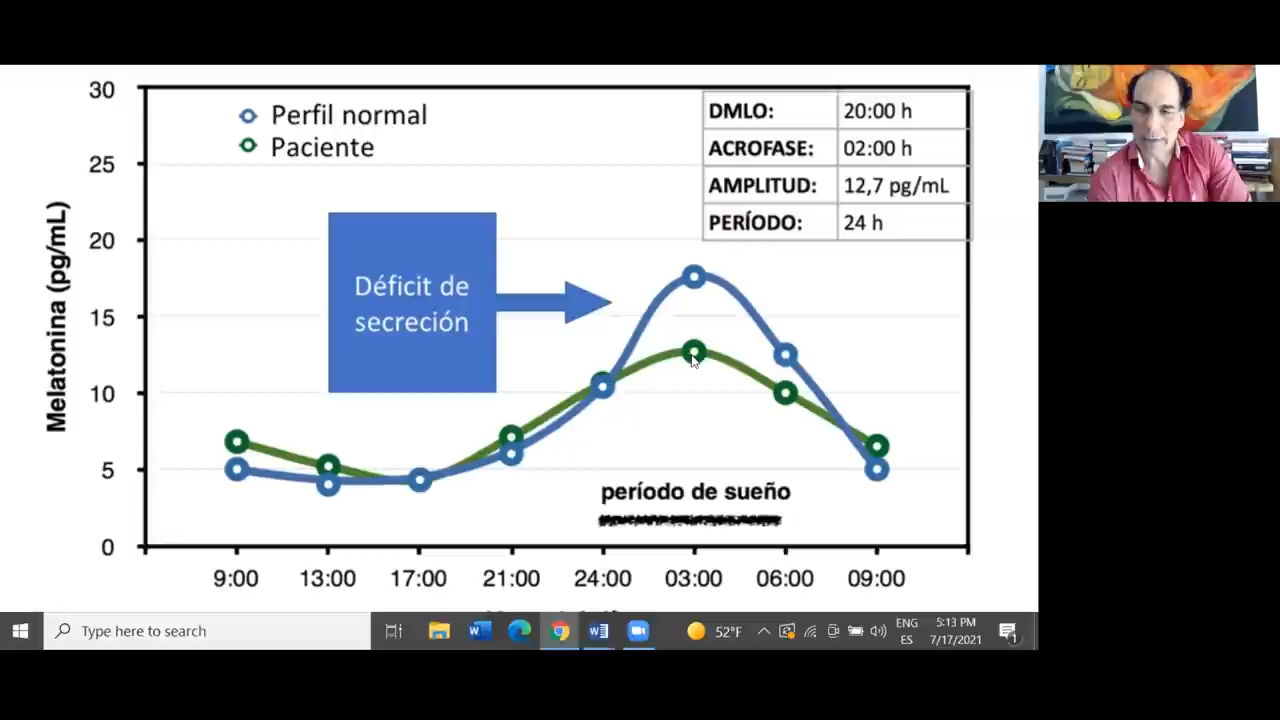 30
25
20
15
10
5
0
Melatonina (pg/mL)
Perfil normal
Paciente
DMLO: 20:00 h
ACROFASE: 02:00 h
AMPLITUD: 12,7 pg/mL
PERÍODO: 24 h
Déficit de
secreción
período de sueño
9:00 13:00 17:00 21:00 24:00 03:00 06:00 09:00
Type here to search
52°F
ENG
ES
5:13 PM
7/17/2021
1